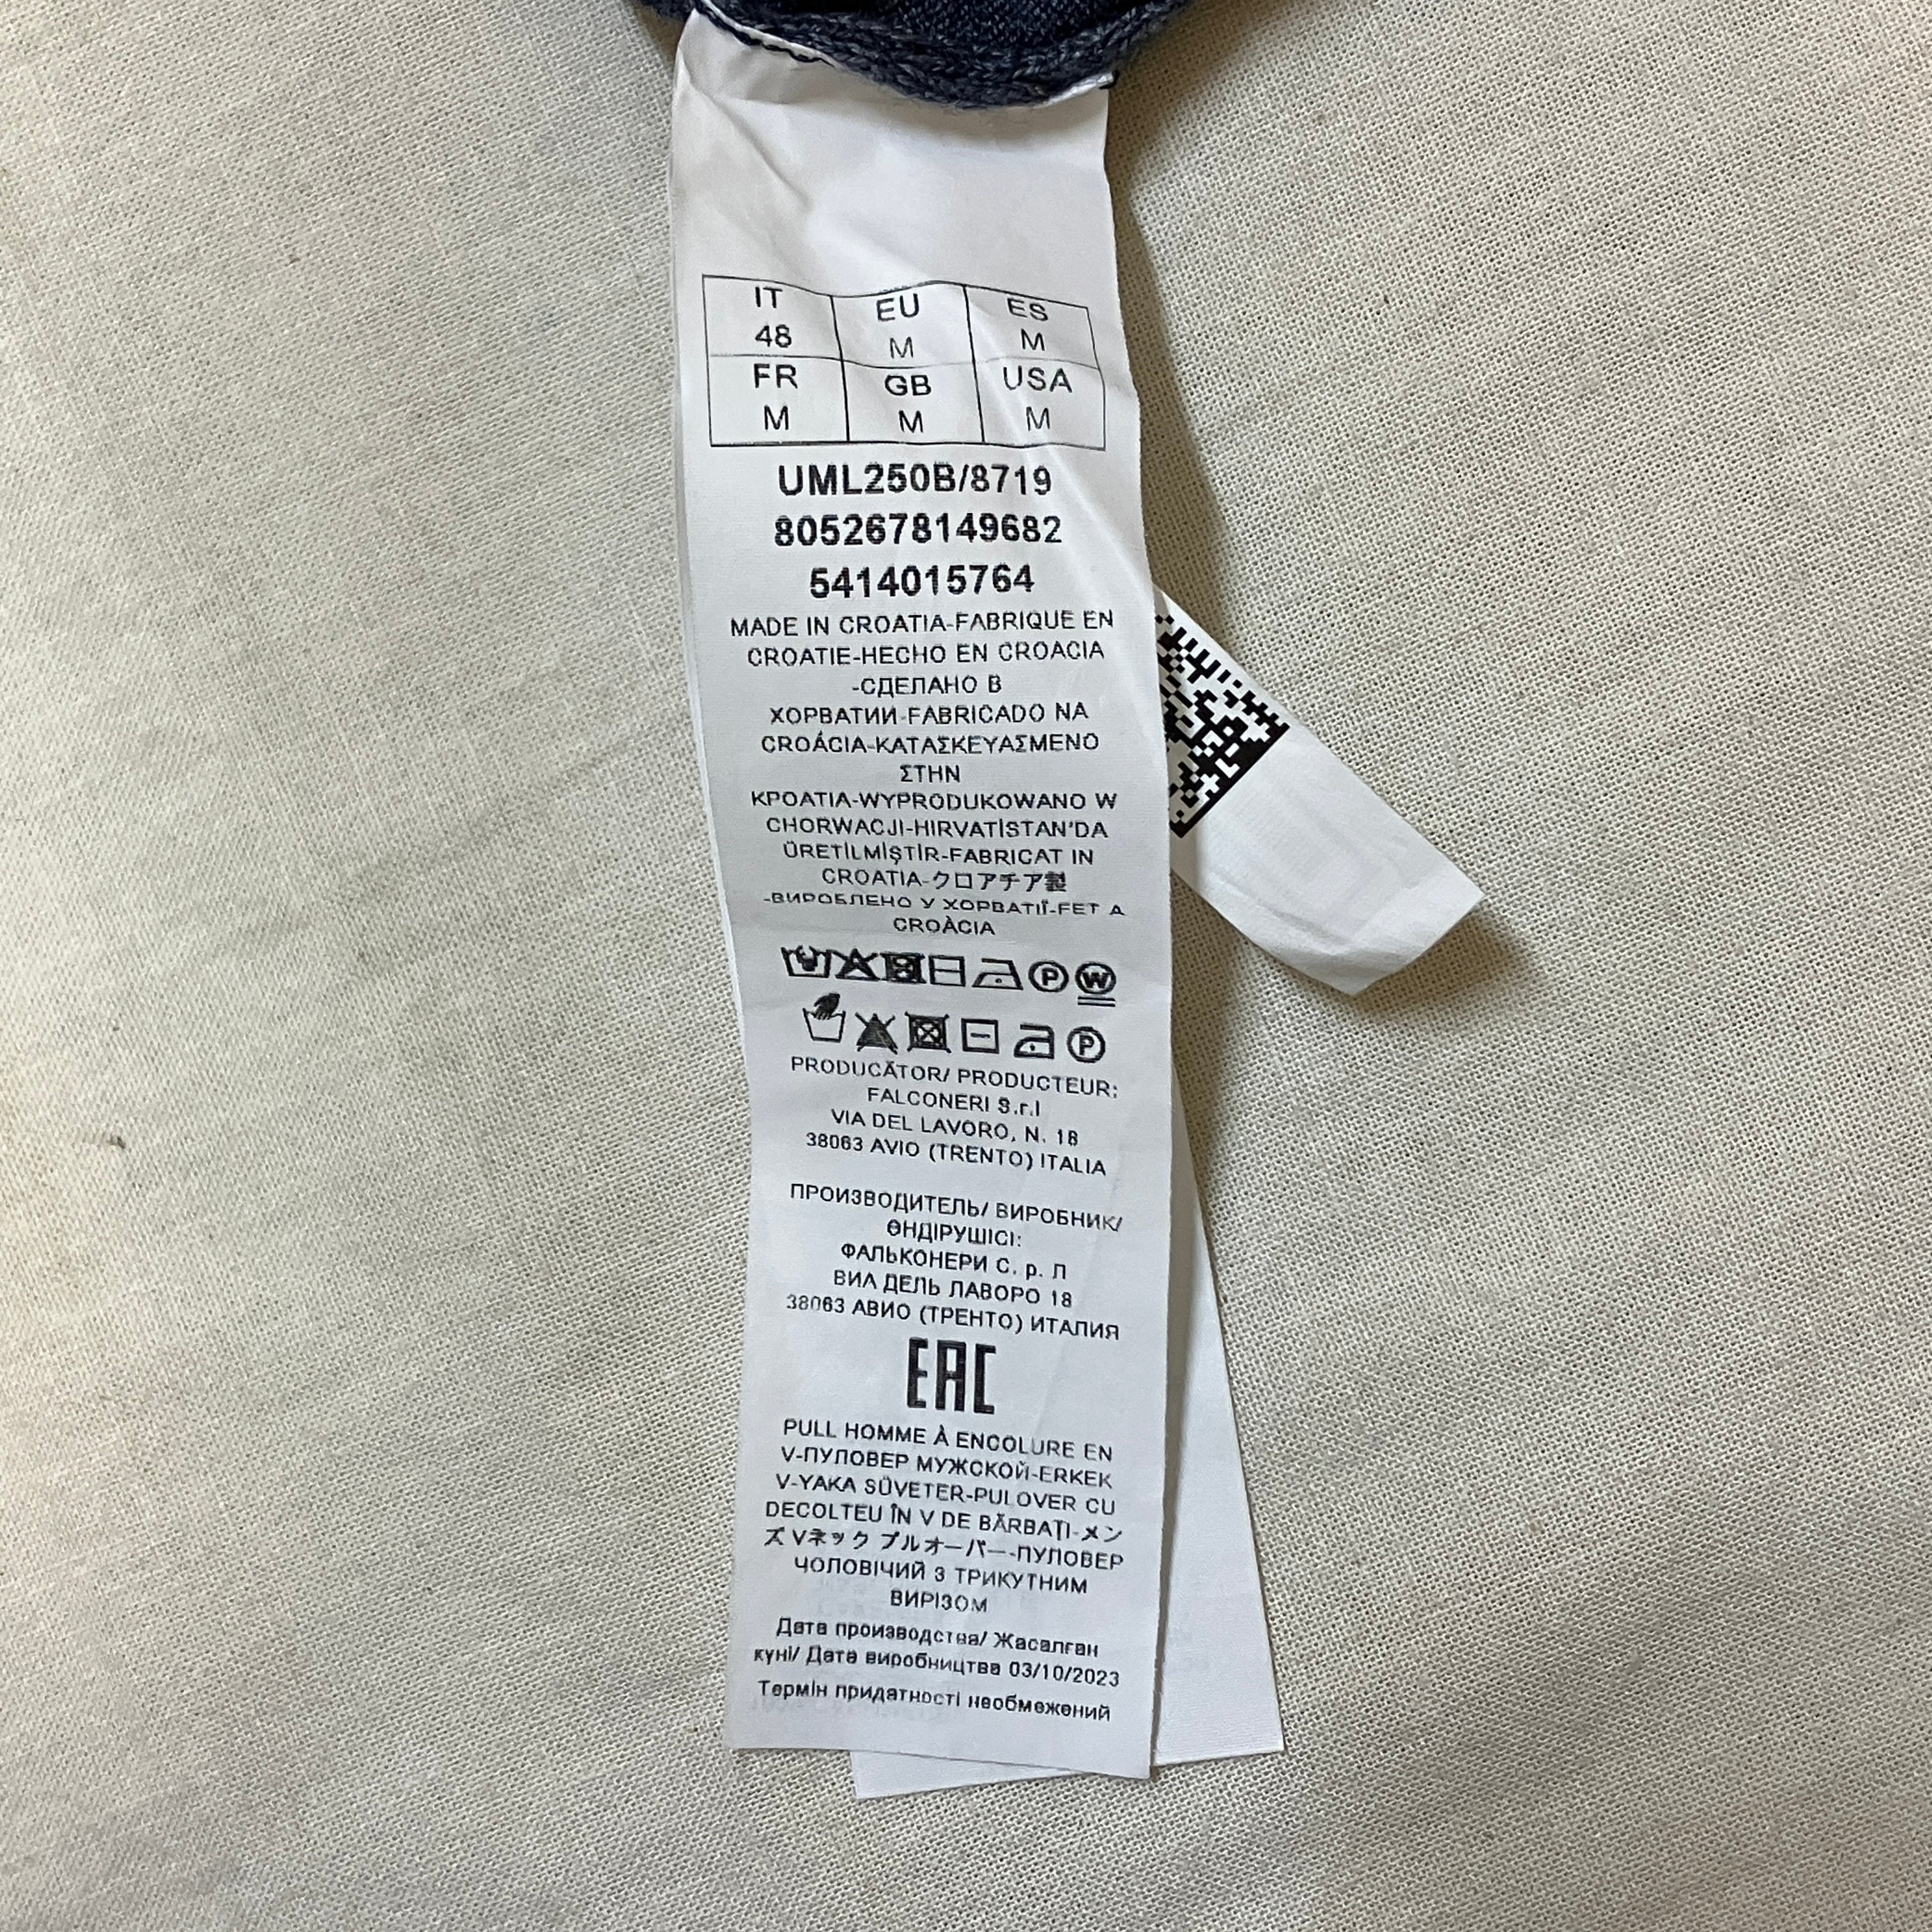 IT EU ES
48 M M
FR GB USA
M M M
UML250B/8719
8052678149682
5414015764
MADE IN CROATIA-FABRIQUE EN
CROATIE-HECHO EN CROACIA
-СДЕЛАНО В
ХОРВАТИИ-FABRICADO NA
CROÁCIA-ΚΑΤΑΣΚΕΥΑΣΜΕΝΟ
ΣΤΗΝ
ΚΡΟΑΤΙΑ-WYPRODUKOWANO W
CHORWACJI-HIRVATİSTAN'DA
ÜRETİLMİŞTİR-FABRICAT IN
CROATIA-クロアチア製
-ВИРОБЛЕНО У ХОРВАТІЇ-FET A
CROÀCIA
P W
P
PRODUCĂTOR/ PRODUCTEUR:
FALCONERI S.r.l
VIA DEL LAVORO, N. 18
38063 AVIO (TRENTO) ITALIA
ПРОИЗВОДИТЕЛЬ/ ВИРОБНИК/
ӨНДІРУШІСІ:
ФАЛЬКОНЕРИ С. р. Л
ВИА ДЕЛЬ ЛАВОРО 18
38063 АВИО (ТРЕНТО) ИТАЛИЯ
EAC
PULL HOMME À ENCOLURE EN
V-ПУЛОВЕР МУЖСКОЙ-ERKEK
V-YAKA SÜVETER-PULOVER CU
DECOLTEU ÎN V DE BĂRBAȚI-メン
ズ Vネック プルオーバー-ПУЛОВЕР
ЧОЛОВІЧИЙ З ТРИКУТНИМ
ВИРІЗОМ
Дата производства/ Жасалған
күні/ Дата виробництва 03/10/2023
Термін придатності необмежений